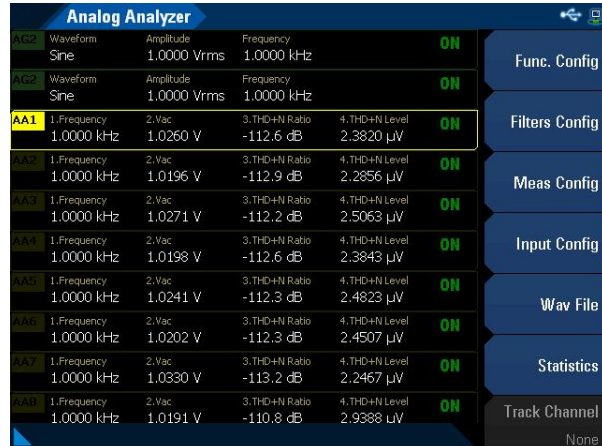 Analog Analyzer
AG2 Waveform Amplitude Frequency ON
Sine 1.0000 Vrms 1.0000 kHz
Func. Config
AG2 Waveform Amplitude Frequency ON
Sine 1.0000 Vrms 1.0000 kHz
AA1 1.Frequency 2.Vac 3.THD+N Ratio 4.THD+N Level ON
1.0000 kHz 1.0260 V -112.6 dB 2.3820 µV
Filters Config
AA2 1.Frequency 2.Vac 3.THD+N Ratio 4.THD+N Level ON
1.0000 kHz 1.0196 V -112.9 dB 2.2856 µV
Meas Config
AA3 1.Frequency 2.Vac 3.THD+N Ratio 4.THD+N Level ON
1.0000 kHz 1.0271 V -112.2 dB 2.5063 µV
AA4 1.Frequency 2.Vac 3.THD+N Ratio 4.THD+N Level ON
1.0000 kHz 1.0198 V -112.6 dB 2.3843 µV
Input Config
AA5 1.Frequency 2.Vac 3.THD+N Ratio 4.THD+N Level ON
1.0000 kHz 1.0241 V -112.3 dB 2.4823 µV
Wav File
AA6 1.Frequency 2.Vac 3.THD+N Ratio 4.THD+N Level ON
1.0000 kHz 1.0202 V -112.3 dB 2.4507 µV
AA7 1.Frequency 2.Vac 3.THD+N Ratio 4.THD+N Level ON
1.0000 kHz 1.0330 V -113.2 dB 2.2467 µV
Statistics
AA8 1.Frequency 2.Vac 3.THD+N Ratio 4.THD+N Level ON
1.0000 kHz 1.0191 V -110.8 dB 2.9388 µV
Track Channel
None